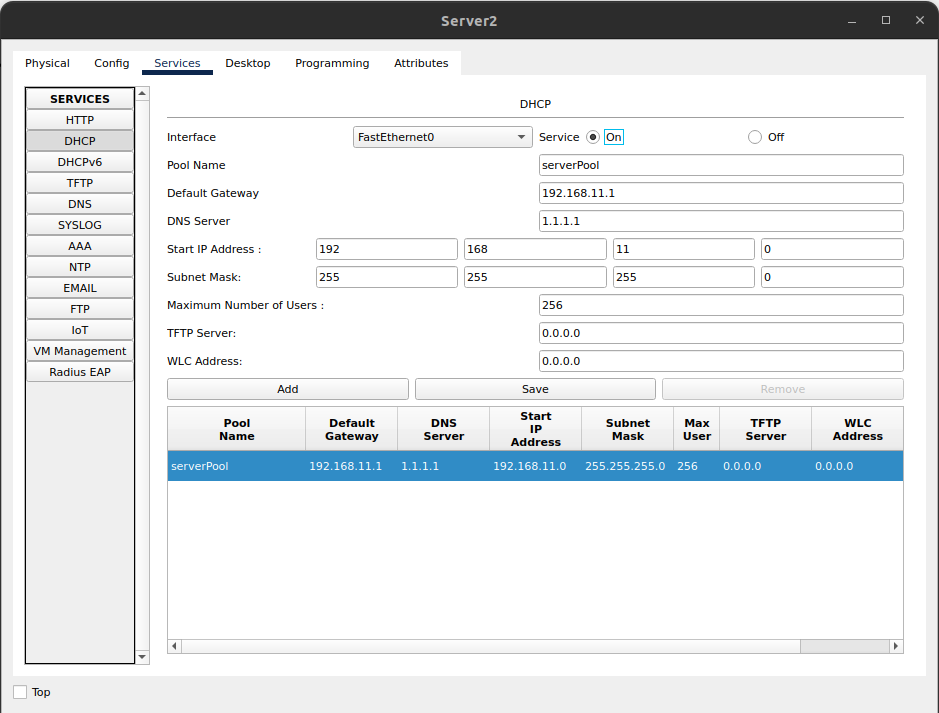 Server2
Physical Config Services Desktop Programming Attributes
SERVICES
HTTP
DHCP
DHCPv6
TFTP
DNS
SYSLOG
AAA
NTP
EMAIL
FTP
IoT
VM Management
Radius EAP
DHCP
Interface FastEthernet0 Service On Off
Pool Name serverPool
Default Gateway 192.168.11.1
DNS Server 1.1.1.1
Start IP Address : 192 168 11 0
Subnet Mask: 255 255 255 0
Maximum Number of Users : 256
TFTP Server: 0.0.0.0
WLC Address: 0.0.0.0
Add Save Remove
Pool Name Default Gateway DNS Server Start IP Address Subnet Mask Max User TFTP Server WLC Address
serverPool 192.168.11.1 1.1.1.1 192.168.11.0 255.255.255.0 256 0.0.0.0 0.0.0.0
Top